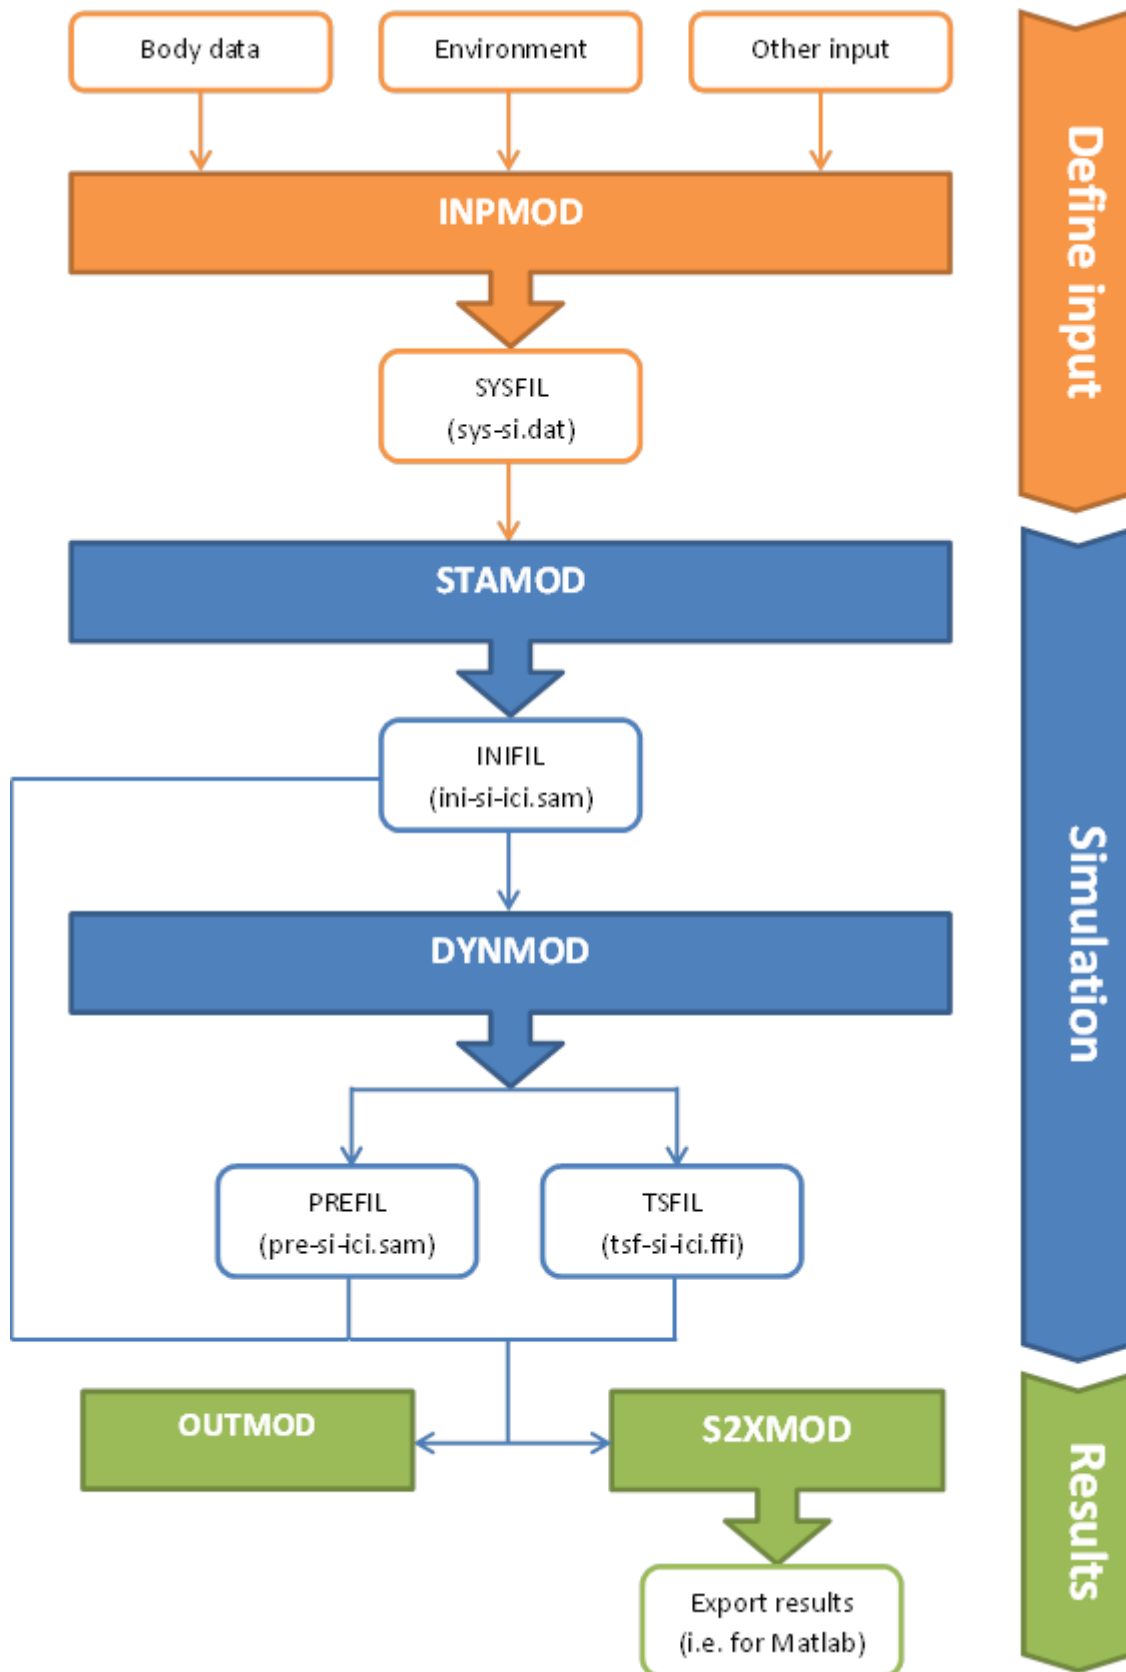 Body data
Environment
Other input
INPMOD
SYSFIL
(sys-si.dat)
Define input
STAMOD
INIFIL
(ini-si-ici.sam)
DYNMOD
PREFIL
(pre-si-ici.sam)
TSFIL
(tsf-si-ici.ffi)
Simulation
OUTMOD
S2XMOD
Export results
(i.e. for Matlab)
Results